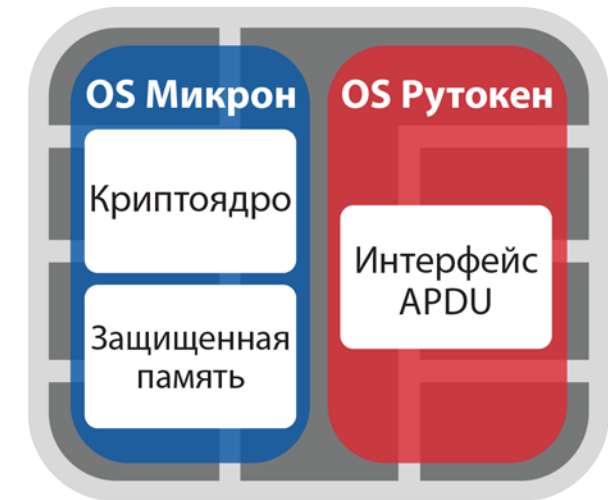 OS Микрон
Криптоядро
Защищенная
память
OS Рутокен
Интерфейс
APDU